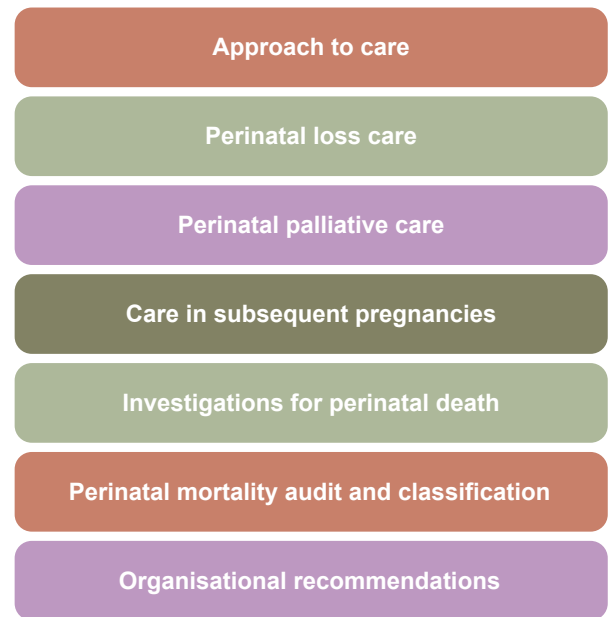 Approach to care
Perinatal loss care
Perinatal palliative care
Care in subsequent pregnancies
Investigations for perinatal death
Perinatal mortality audit and classification
Organisational recommendations